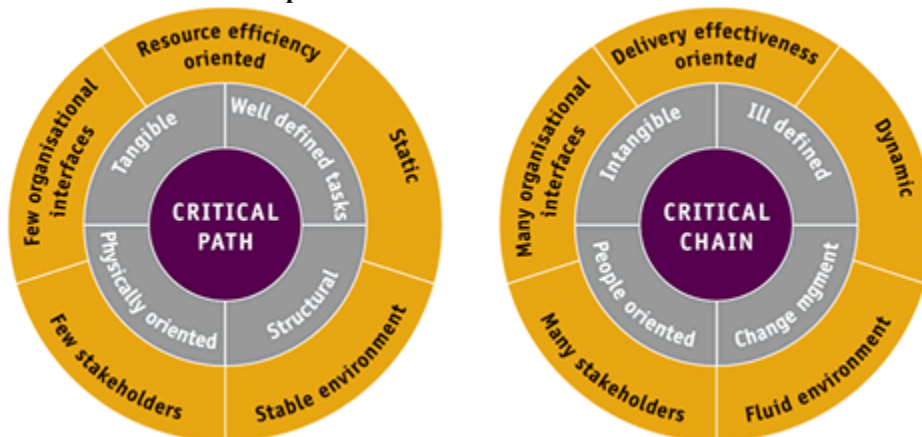 Resource efficiency
oriented
Static
Stable environment
Few stakeholders
Few organisational
interfaces
Tangible
Well defined tasks
Structural
Physically oriented
CRITICAL
PATH
Delivery effectiveness
oriented
Dynamic
Fluid environment
Many stakeholders
Many organisational
interfaces
Intangible
Ill defined
Change mgment
People oriented
CRITICAL
CHAIN